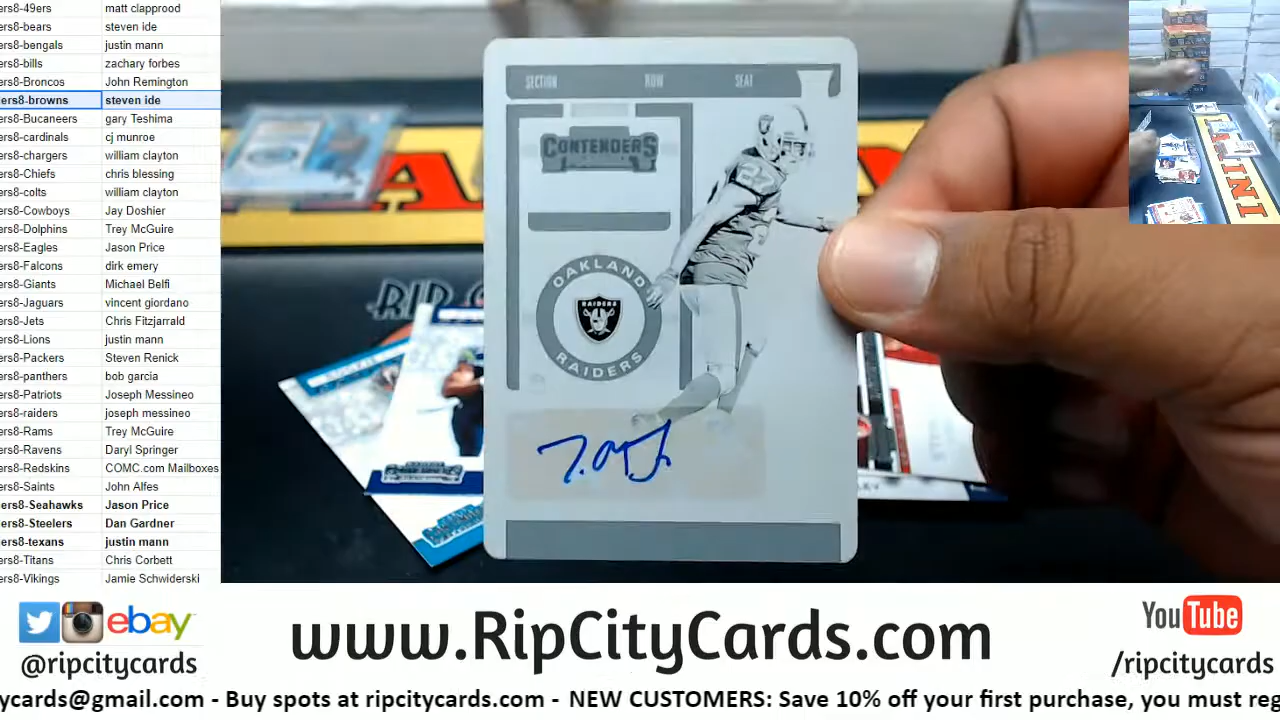 ers8-49ers matt clapprood
ers8-bears steven ide
ers8-bengals justin mann
ers8-bills zachary forbes
ers8-Broncos John Remington
ers8-browns steven ide
ers8-Bucaneers gary Teshima
ers8-cardinals cj munroe
ers8-chargers william clayton
ers8-Chiefs chris blessing
ers8-colts william clayton
ers8-Cowboys Jay Doshier
ers8-Dolphins Trey McGuire
ers8-Eagles Jason Price
ers8-Falcons dirk emery
ers8-Giants Michael Belfi
ers8-Jaguars vincent giordano
ers8-Jets Chris Fitzjarrald
ers8-Lions justin mann
ers8-Packers Steven Renick
ers8-panthers bob garcia
ers8-Patriots Joseph Messineo
ers8-raiders joseph messineo
ers8-Rams Trey McGuire
ers8-Ravens Daryl Springer
ers8-Redskins COMC.com Mailboxes
ers8-Saints John Alfes
ers8-Seahawks Jason Price
ers8-Steelers Dan Gardner
ers8-texans justin mann
ers8-Titans Chris Corbett
ers8-Vikings Jamie Schwiderski
SECTION ROW SEAT
CONTENDERS
27
OAKLAND
RAIDERS
RAIDERS
RIP
PANINI
ebay
@ripcitycards
www.RipCityCards.com
YouTube
/ripcitycards
ycards@gmail.com - Buy spots at ripcitycards.com - NEW CUSTOMERS: Save 10% off your first purchase, you must reg